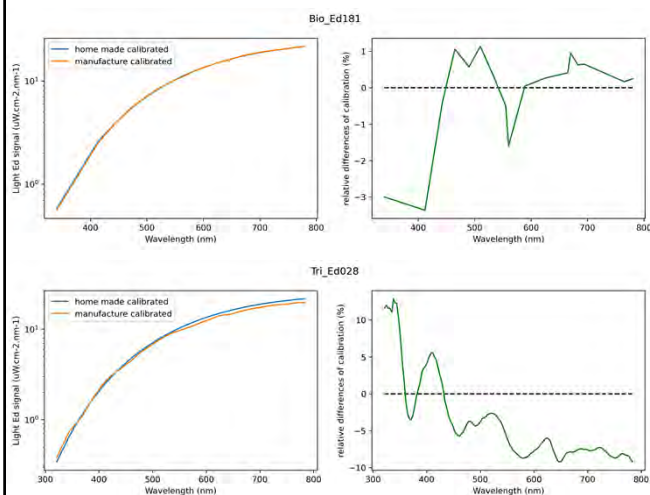 Bio_Ed181
home made calibrated
manufacture calibrated
Light Ed signal (uW.cm-2.nm-1)
10¹
10⁰
400 500 600 700 800
Wavelength (nm)
relative differences of calibration (%)
1
0
−1
−2
−3
400 500 600 700 800
Wavelength (nm)
Tri_Ed028
home made calibrated
manufacture calibrated
Light Ed signal (uW.cm-2.nm-1)
10¹
10⁰
300 400 500 600 700 800
Wavelength (nm)
relative differences of calibration (%)
10
5
0
−5
−10
300 400 500 600 700 800
Wavelength (nm)